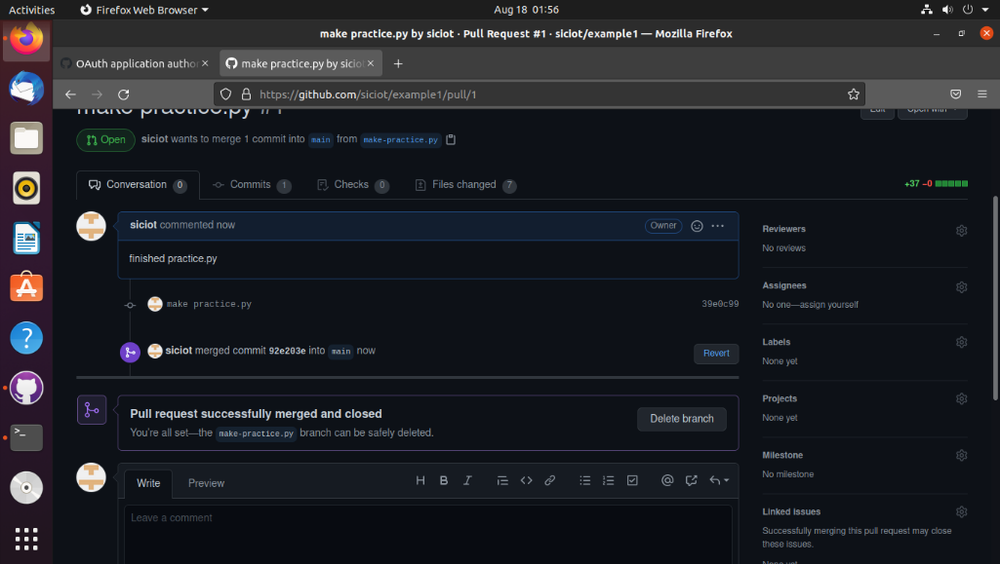 Activities Firefox Web Browser Aug 18 01:56
make practice.py by siciot · Pull Request #1 · siciot/example1 — Mozilla Firefox
OAuth application author make practice.py by siciot
https://github.com/siciot/example1/pull/1
make practice.py #1 Edit Open with
Open siciot wants to merge 1 commit into main from make-practice.py
Conversation 0 Commits 1 Checks 0 Files changed 7 +37 −0
siciot commented now Owner
finished practice.py
make practice.py 39e0c99
siciot merged commit 92e203e into main now Revert
Pull request successfully merged and closed
You're all set—the make-practice.py branch can be safely deleted. Delete branch
Write Preview H B I
Leave a comment
Reviewers
No reviews
Assignees
No one—assign yourself
Labels
None yet
Projects
None yet
Milestone
No milestone
Linked issues
Successfully merging this pull request may close
these issues.
None yet